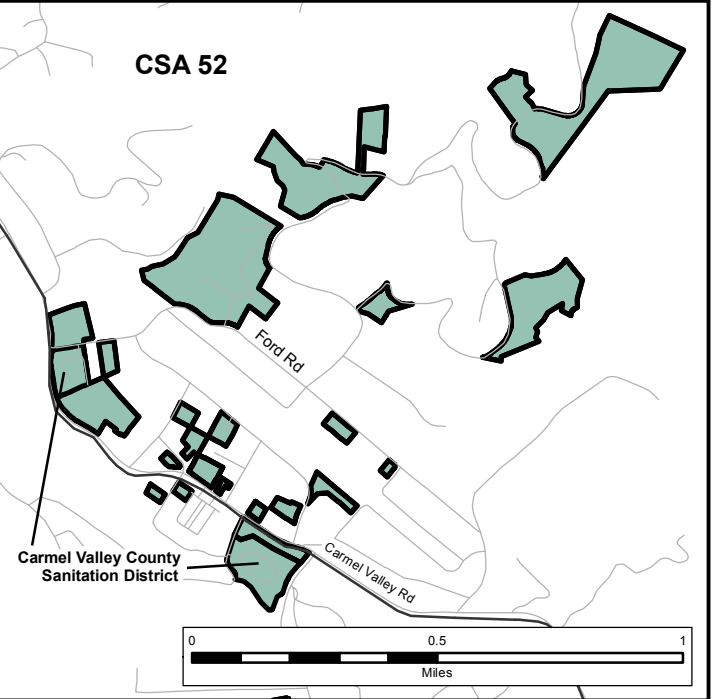 CSA 52
Ford Rd
Carmel Valley County
Sanitation District
Carmel Valley Rd
0 0.5 1
Miles